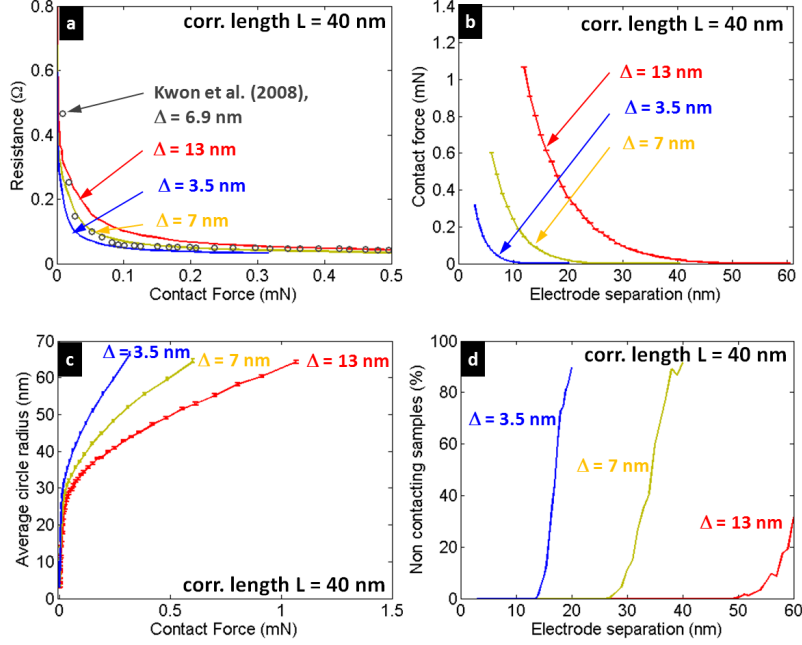 a
corr. length L = 40 nm
Kwon et al. (2008),
Δ = 6.9 nm
Δ = 13 nm
Δ = 3.5 nm
Δ = 7 nm
Resistance (Ω)
0.8
0.6
0.4
0.2
0
0 0.1 0.2 0.3 0.4 0.5
Contact Force (mN)
b
corr. length L = 40 nm
Δ = 13 nm
Δ = 3.5 nm
Δ = 7 nm
Contact force (mN)
1.4
1.2
1
0.8
0.6
0.4
0.2
0
0 10 20 30 40 50 60
Electrode separation (nm)
c
Δ = 3.5 nm
Δ = 7 nm
Δ = 13 nm
corr. length L = 40 nm
Average circle radius (nm)
70
60
50
40
30
20
10
0
0 0.5 1 1.5
Contact Force (mN)
d
corr. length L = 40 nm
Δ = 3.5 nm
Δ = 7 nm
Δ = 13 nm
Non contacting samples (%)
100
80
60
40
20
0
0 10 20 30 40 50 60
Electrode separation (nm)